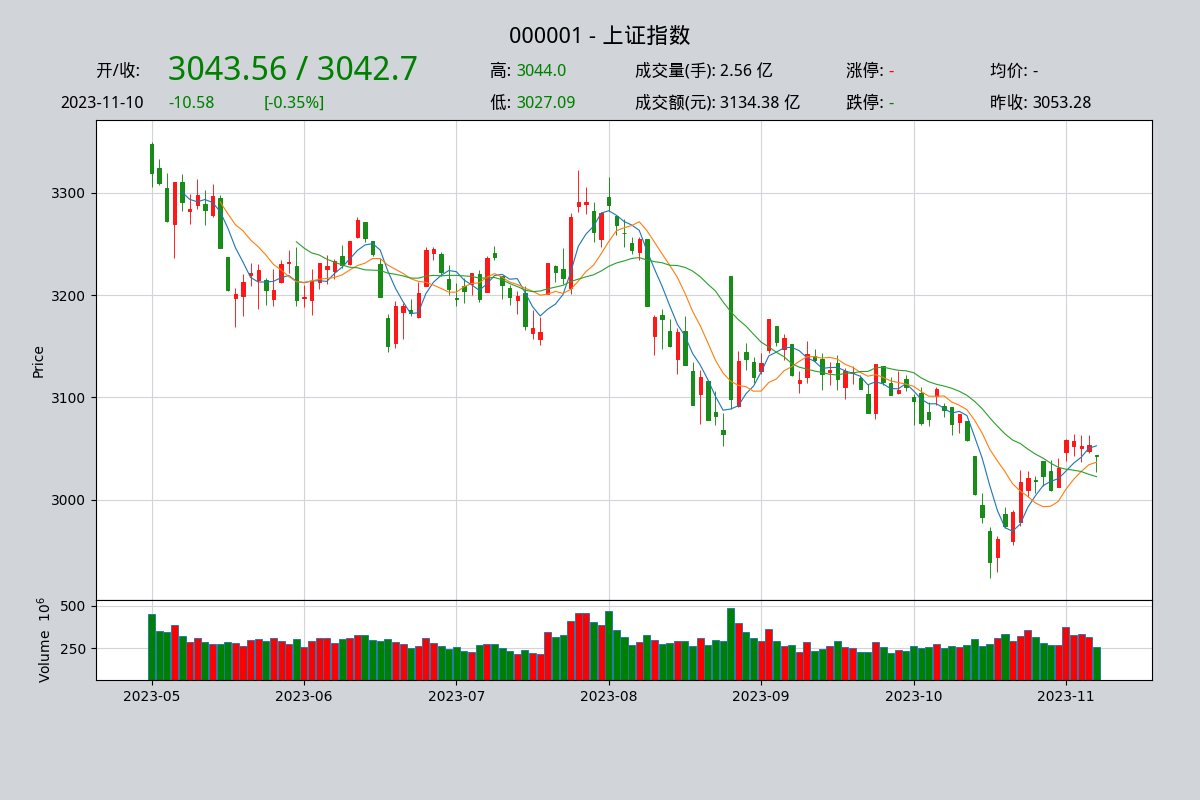 000001 - 上证指数
开/收: 3043.56 / 3042.7 高: 3044.0 成交量(手): 2.56 亿 涨停: - 均价: -
2023-11-10 -10.58 [-0.35%] 低: 3027.09 成交额(元): 3134.38 亿 跌停: - 昨收: 3053.28
Price
3300
3200
3100
3000
Volume 10^6
500
250
2023-05 2023-06 2023-07 2023-08 2023-09 2023-10 2023-11